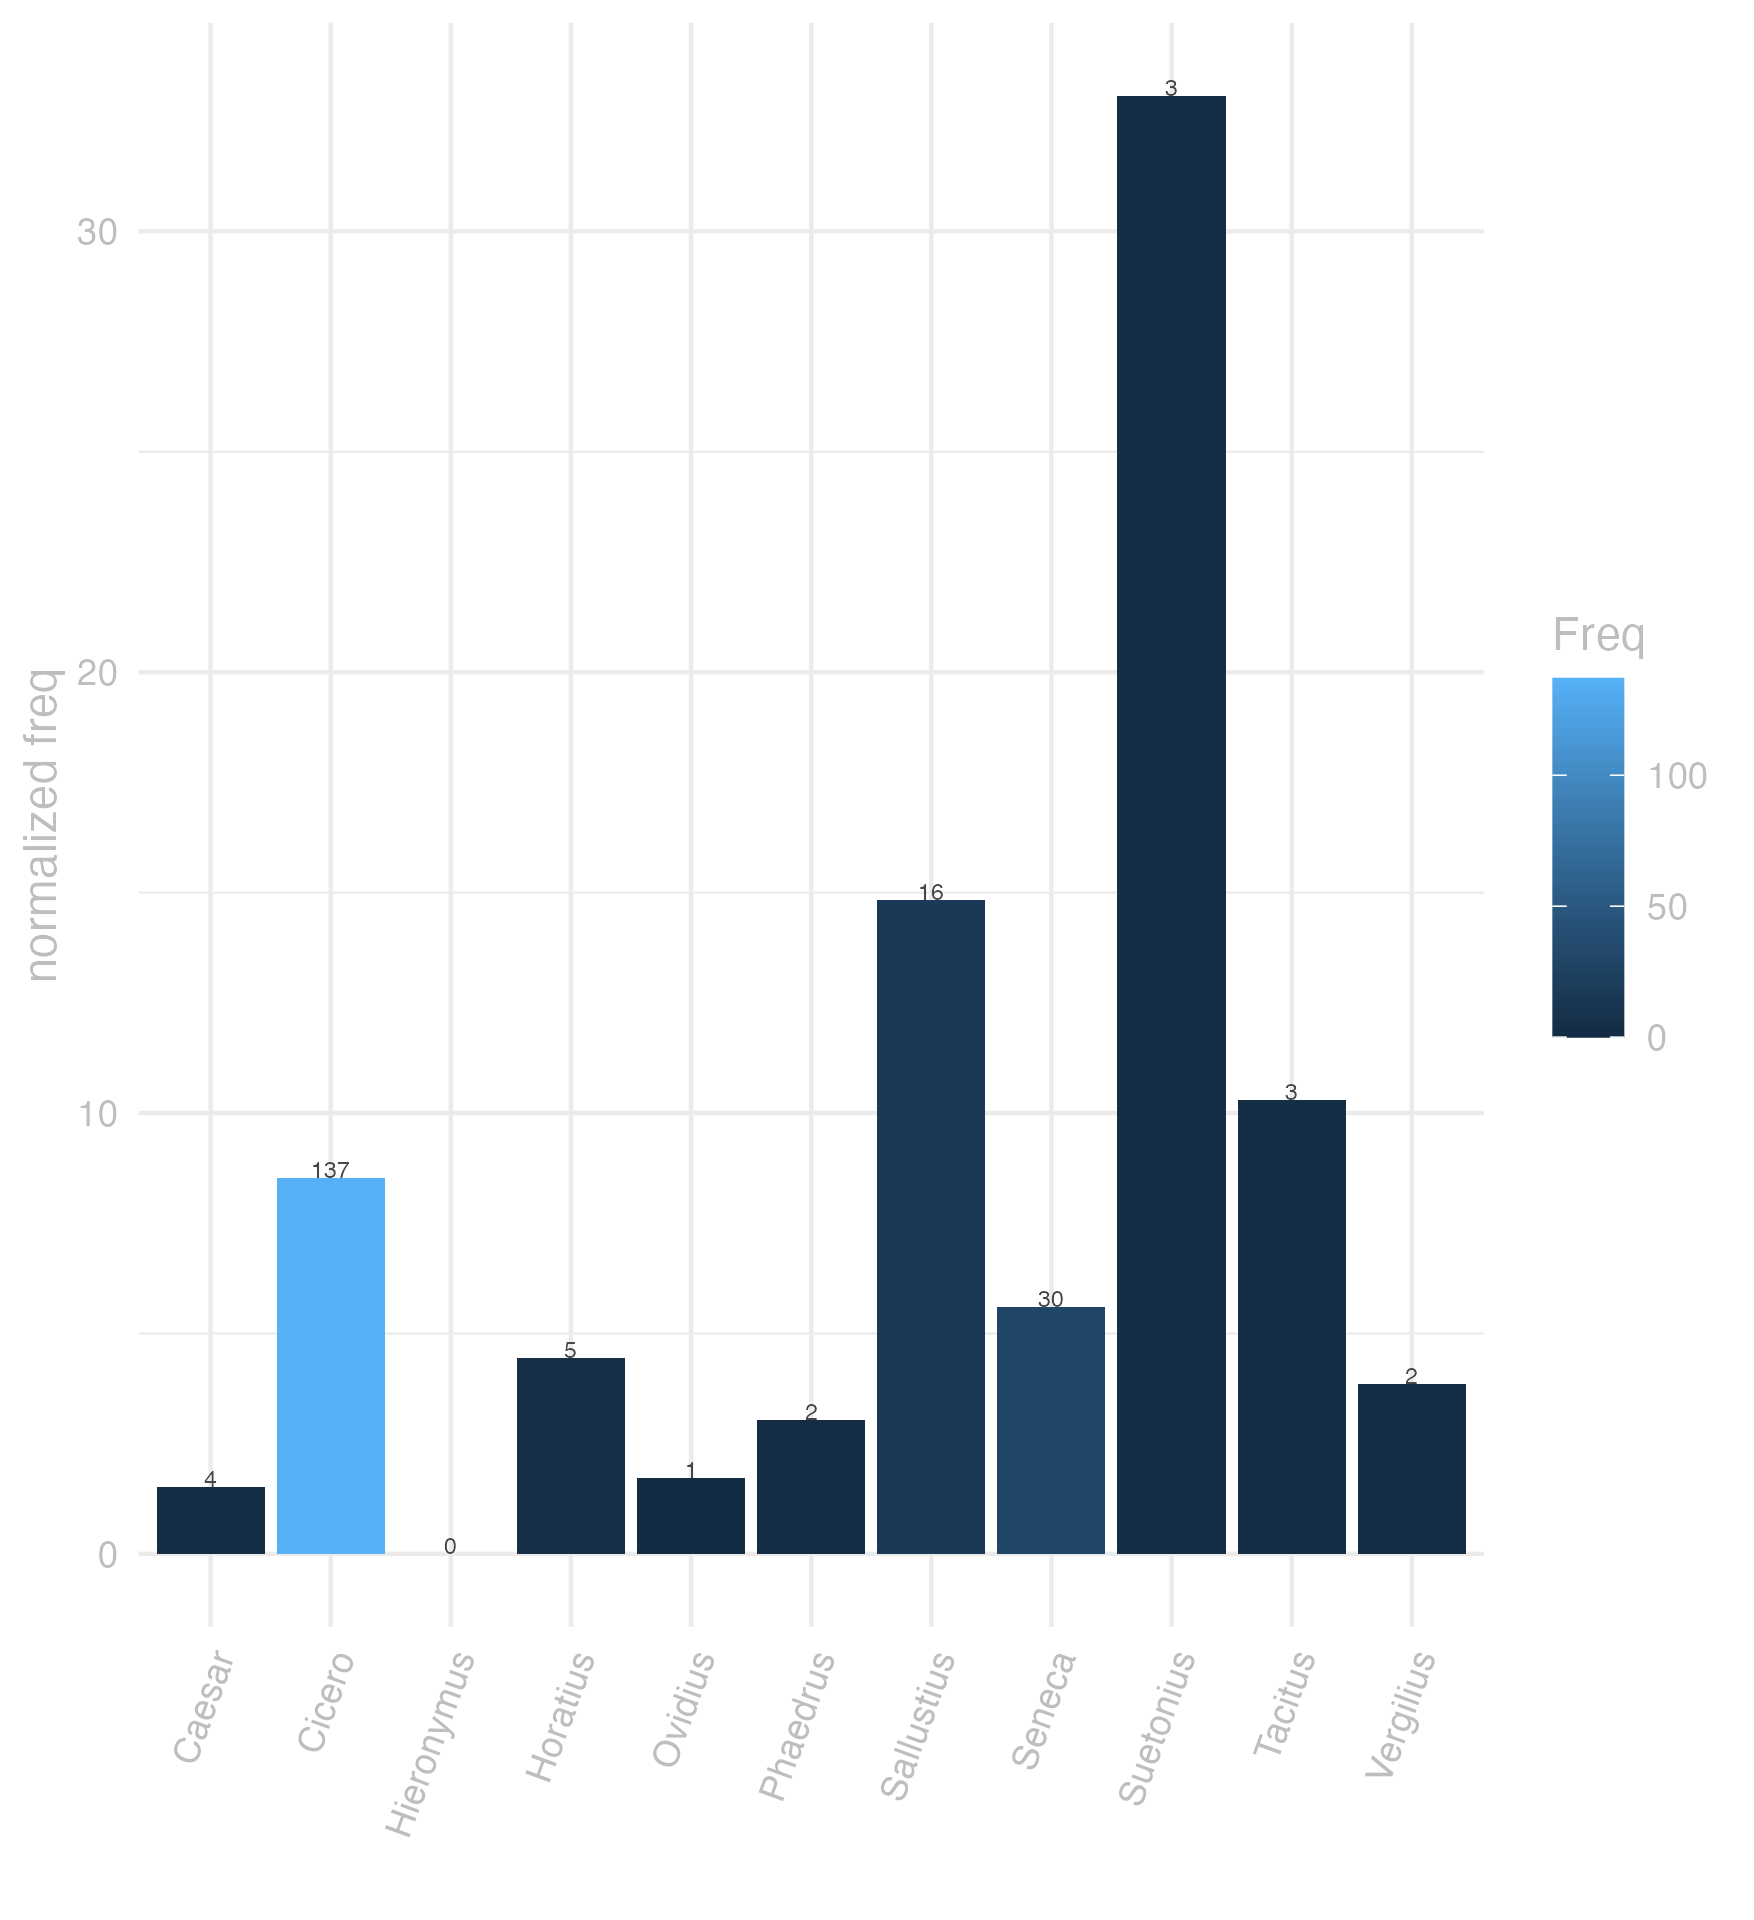 normalized freq
30
20
10
0
4
137
0
5
1
2
16
30
3
3
2
Caesar
Cicero
Hieronymus
Horatius
Ovidius
Phaedrus
Sallustius
Seneca
Suetonius
Tacitus
Vergilius
Freq
100
50
0